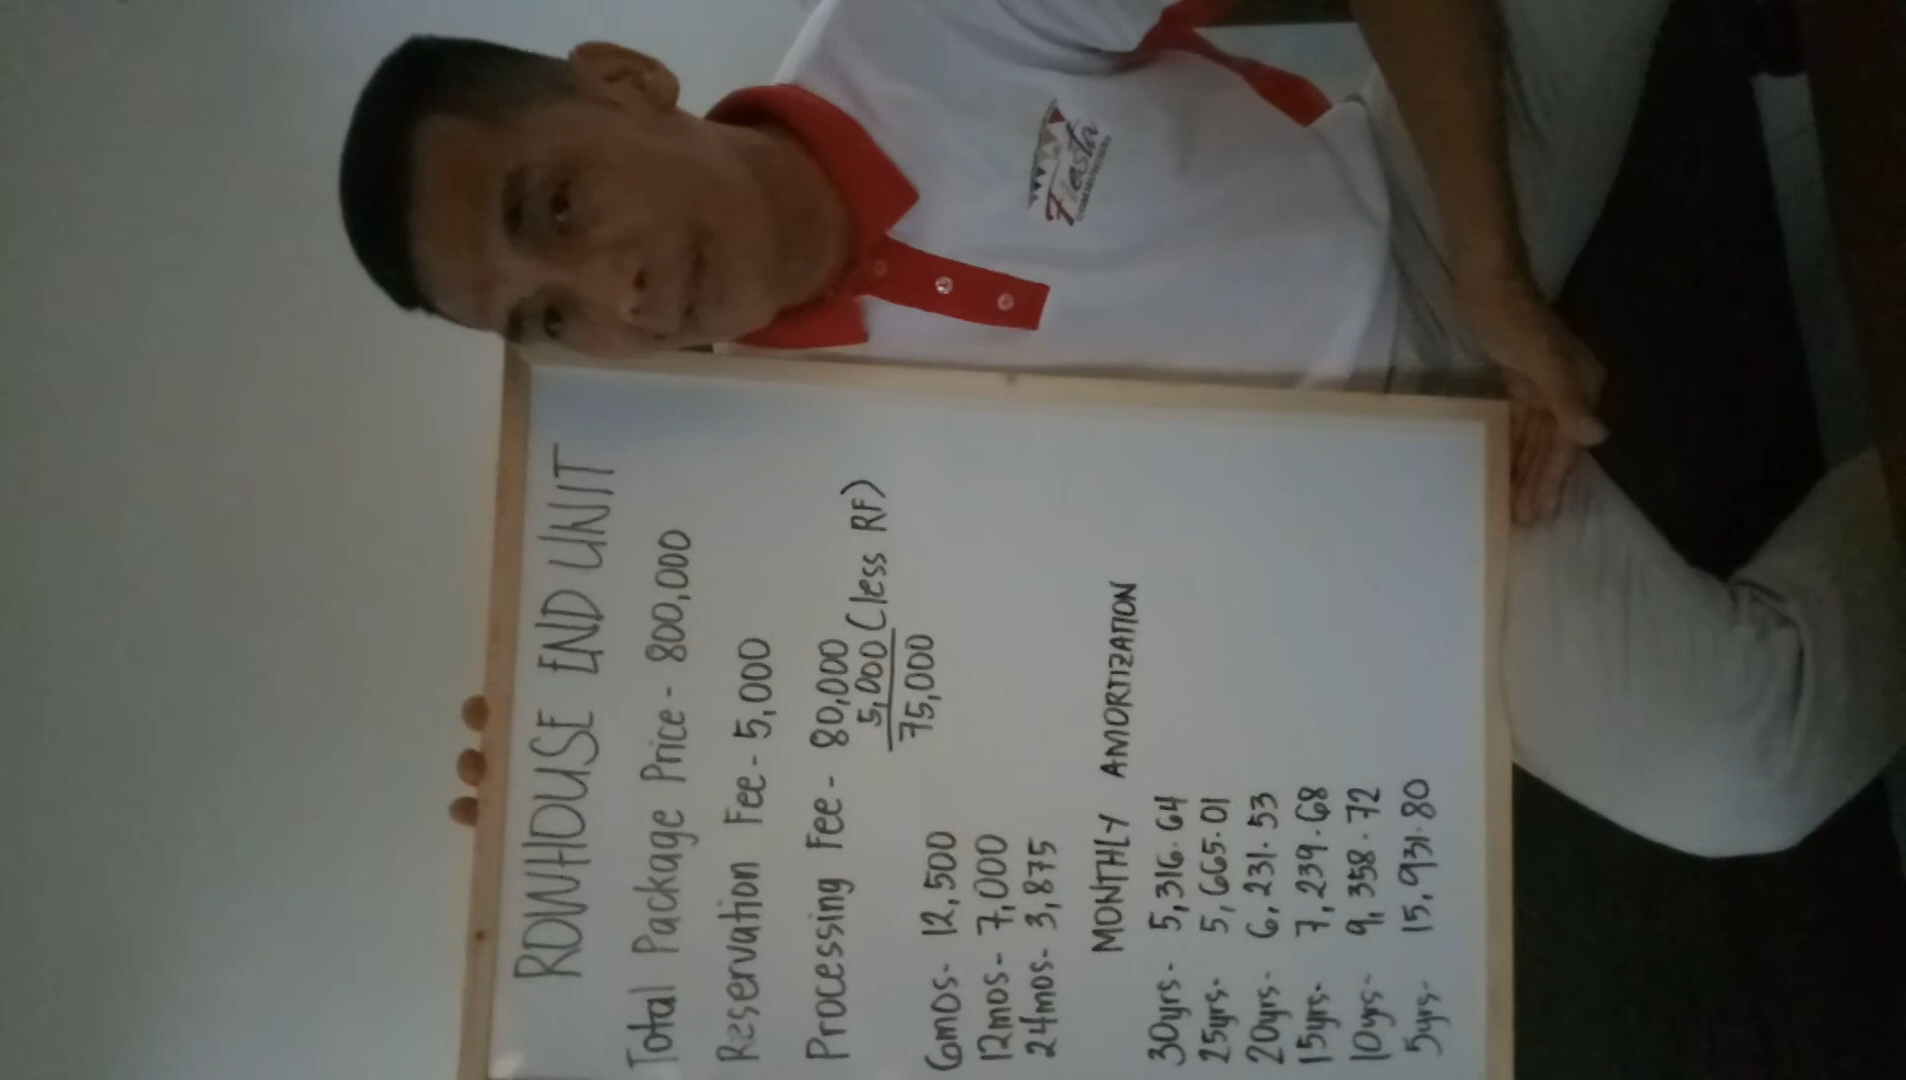 ROWHOUSE END UNIT
Total Package Price - 800,000
Reservation Fee - 5,000
Processing Fee - 80,000
5,000 (less RF)
75,000
6mos- 12,500
12mos- 7,000
24mos- 3,875
MONTHLY AMORTIZATION
30yrs- 5,316.64
25yrs- 5,665.01
20yrs- 6,231.53
15yrs- 7,239.68
10yrs- 9,358.72
5yrs- 15,931.80
Fiesta
COMMUNITIES